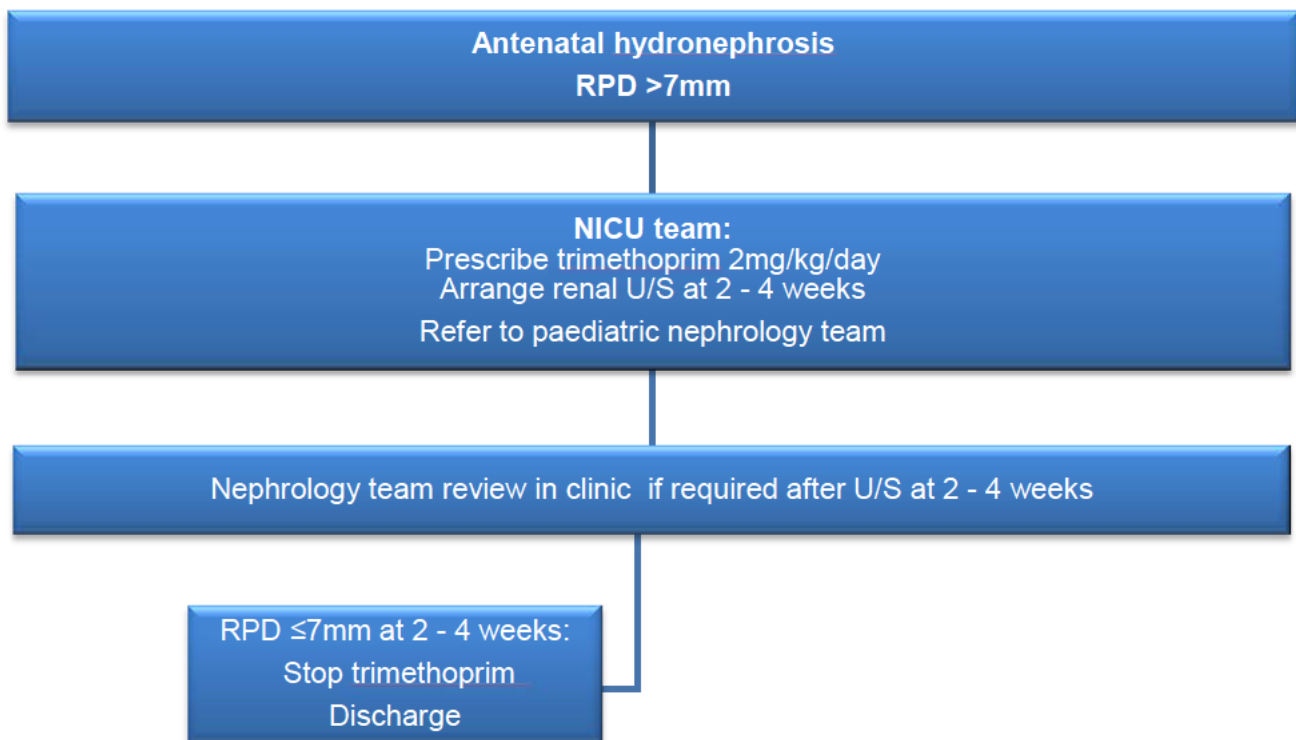 Antenatal hydronephrosis
RPD >7mm
NICU team:
Prescribe trimethoprim 2mg/kg/day
Arrange renal U/S at 2 - 4 weeks
Refer to paediatric nephrology team
Nephrology team review in clinic  if required after U/S at 2 - 4 weeks
RPD ≤7mm at 2 - 4 weeks:
Stop trimethoprim
Discharge